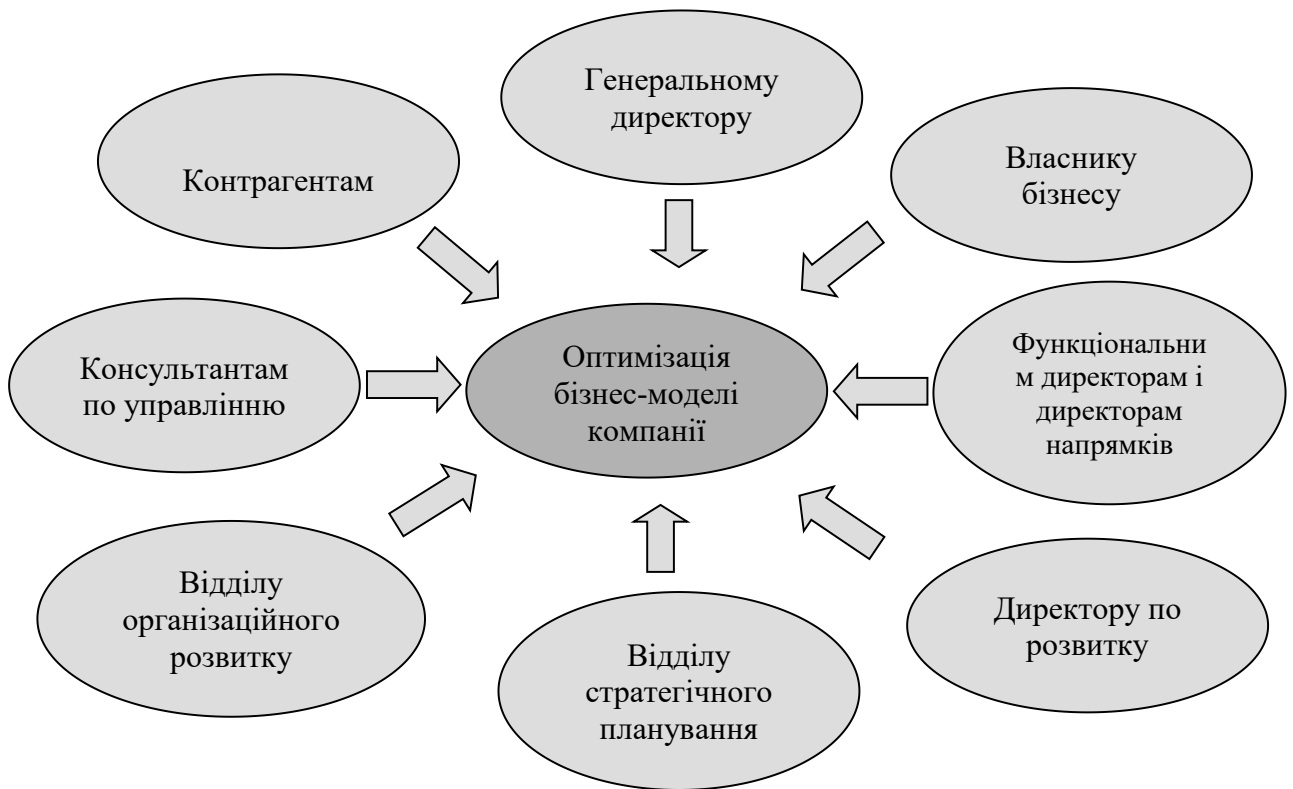 Генеральному
директору
Контрагентам
Власнику
бізнесу
Консультантам
по управлінню
Оптимізація
бізнес-моделі
компанії
Функціональни
м директорам і
директорам
напрямків
Відділу
організаційного
розвитку
Відділу
стратегічного
планування
Директору по
розвитку